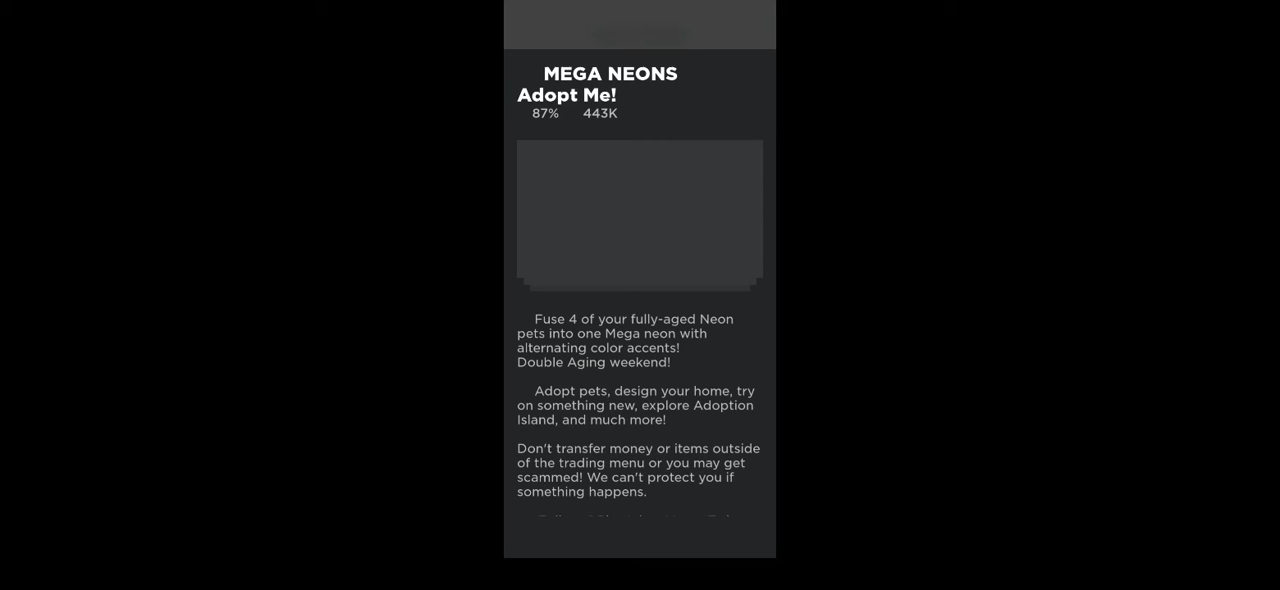 MEGA NEONS
Adopt Me!
87% 443K
Fuse 4 of your fully-aged Neon
pets into one Mega neon with
alternating color accents!
Double Aging weekend!
Adopt pets, design your home, try
on something new, explore Adoption
Island, and much more!
Don't transfer money or items outside
of the trading menu or you may get
scammed! We can't protect you if
something happens.